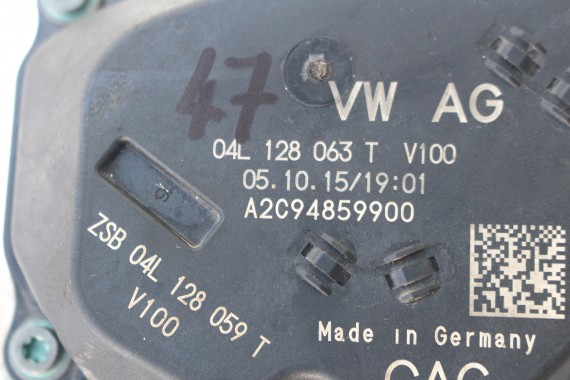 47
VW AG
04L 128 063 T V100
05.10.15/19:01
A2C94859900
ZSB 04L 128 059 T
V100
Made in Germany